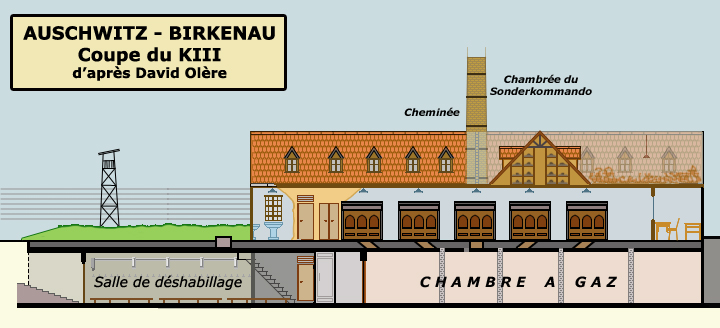 AUSCHWITZ - BIRKENAU
Coupe du KIII
d'après David Olère
Chambrée du
Sonderkommando
Cheminée
Salle de déshabillage
CHAMBRE A GAZ